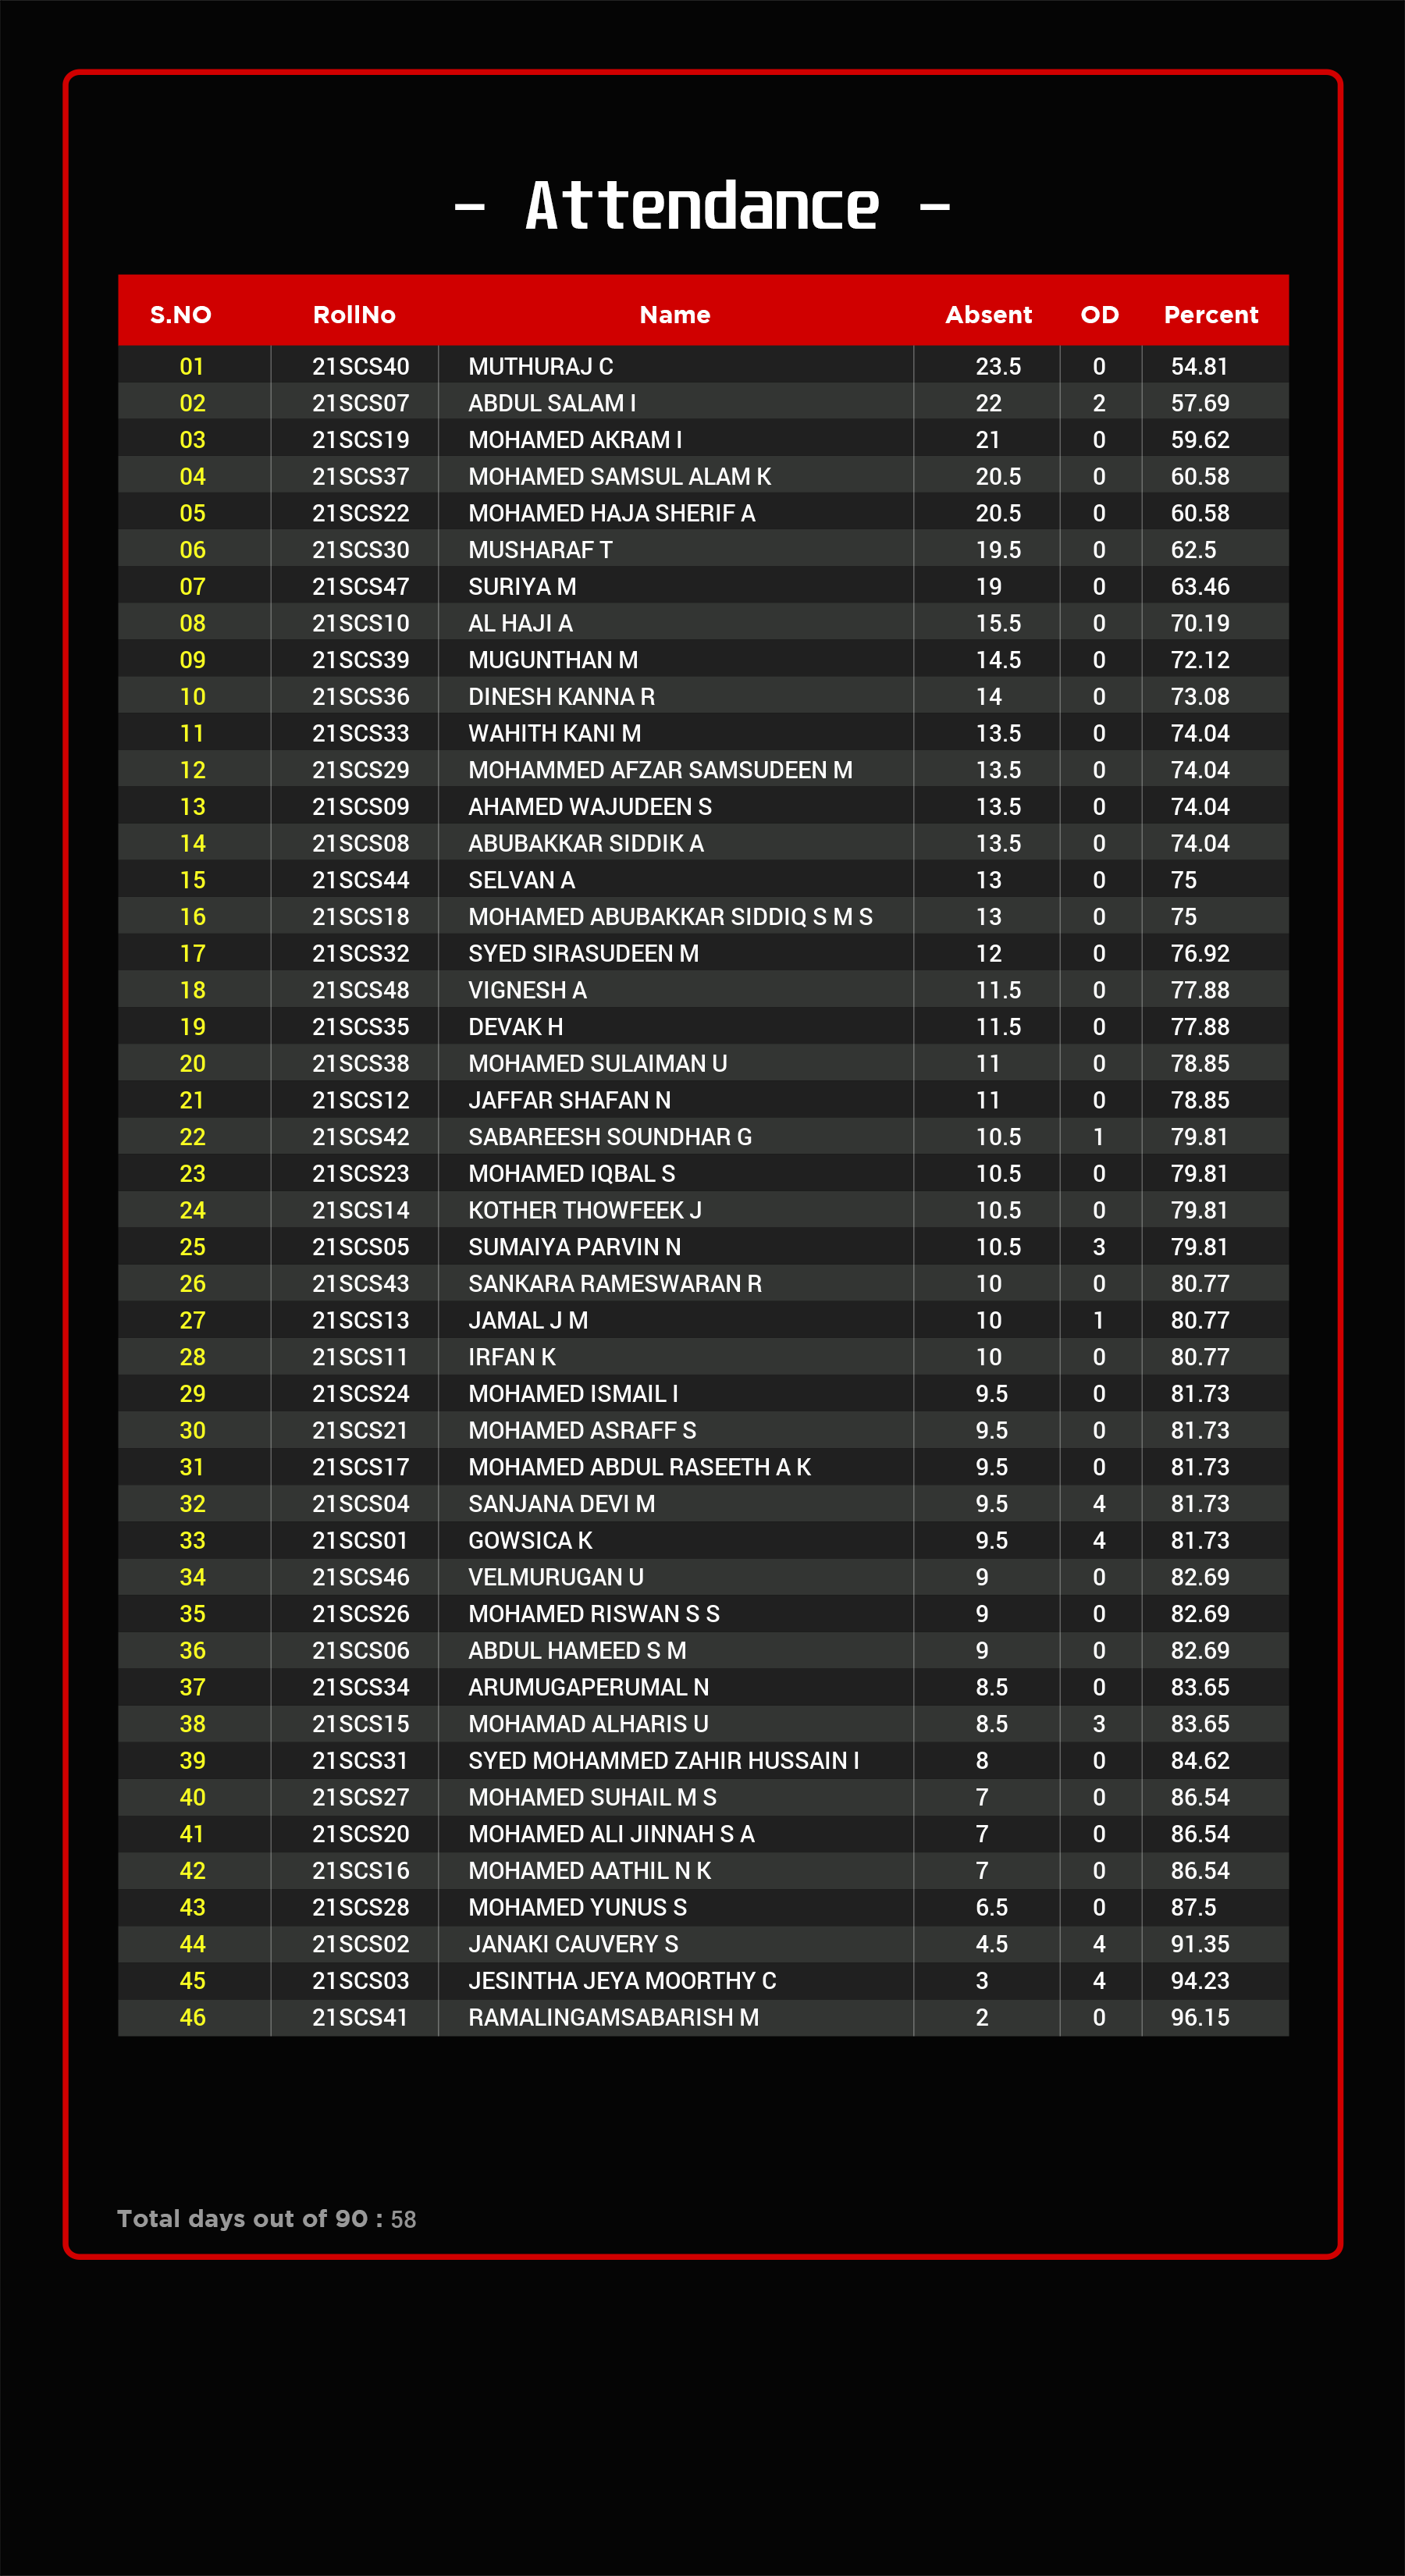 - Attendance -
S.NO RollNo Name Absent OD Percent
01 21SCS40 MUTHURAJ C 23.5 0 54.81
02 21SCS07 ABDUL SALAM I 22 2 57.69
03 21SCS19 MOHAMED AKRAM I 21 0 59.62
04 21SCS37 MOHAMED SAMSUL ALAM K 20.5 0 60.58
05 21SCS22 MOHAMED HAJA SHERIF A 20.5 0 60.58
06 21SCS30 MUSHARAF T 19.5 0 62.5
07 21SCS47 SURIYA M 19 0 63.46
08 21SCS10 AL HAJI A 15.5 0 70.19
09 21SCS39 MUGUNTHAN M 14.5 0 72.12
10 21SCS36 DINESH KANNA R 14 0 73.08
11 21SCS33 WAHITH KANI M 13.5 0 74.04
12 21SCS29 MOHAMMED AFZAR SAMSUDEEN M 13.5 0 74.04
13 21SCS09 AHAMED WAJUDEEN S 13.5 0 74.04
14 21SCS08 ABUBAKKAR SIDDIK A 13.5 0 74.04
15 21SCS44 SELVAN A 13 0 75
16 21SCS18 MOHAMED ABUBAKKAR SIDDIQ S M S 13 0 75
17 21SCS32 SYED SIRASUDEEN M 12 0 76.92
18 21SCS48 VIGNESH A 11.5 0 77.88
19 21SCS35 DEVAK H 11.5 0 77.88
20 21SCS38 MOHAMED SULAIMAN U 11 0 78.85
21 21SCS12 JAFFAR SHAFAN N 11 0 78.85
22 21SCS42 SABAREESH SOUNDHAR G 10.5 1 79.81
23 21SCS23 MOHAMED IQBAL S 10.5 0 79.81
24 21SCS14 KOTHER THOWFEEK J 10.5 0 79.81
25 21SCS05 SUMAIYA PARVIN N 10.5 3 79.81
26 21SCS43 SANKARA RAMESWARAN R 10 0 80.77
27 21SCS13 JAMAL J M 10 1 80.77
28 21SCS11 IRFAN K 10 0 80.77
29 21SCS24 MOHAMED ISMAIL I 9.5 0 81.73
30 21SCS21 MOHAMED ASRAFF S 9.5 0 81.73
31 21SCS17 MOHAMED ABDUL RASEETH A K 9.5 0 81.73
32 21SCS04 SANJANA DEVI M 9.5 4 81.73
33 21SCS01 GOWSICA K 9.5 4 81.73
34 21SCS46 VELMURUGAN U 9 0 82.69
35 21SCS26 MOHAMED RISWAN S S 9 0 82.69
36 21SCS06 ABDUL HAMEED S M 9 0 82.69
37 21SCS34 ARUMUGAPERUMAL N 8.5 0 83.65
38 21SCS15 MOHAMAD ALHARIS U 8.5 3 83.65
39 21SCS31 SYED MOHAMMED ZAHIR HUSSAIN I 8 0 84.62
40 21SCS27 MOHAMED SUHAIL M S 7 0 86.54
41 21SCS20 MOHAMED ALI JINNAH S A 7 0 86.54
42 21SCS16 MOHAMED AATHIL N K 7 0 86.54
43 21SCS28 MOHAMED YUNUS S 6.5 0 87.5
44 21SCS02 JANAKI CAUVERY S 4.5 4 91.35
45 21SCS03 JESINTHA JEYA MOORTHY C 3 4 94.23
46 21SCS41 RAMALINGAMSABARISH M 2 0 96.15
Total days out of 90 : 58